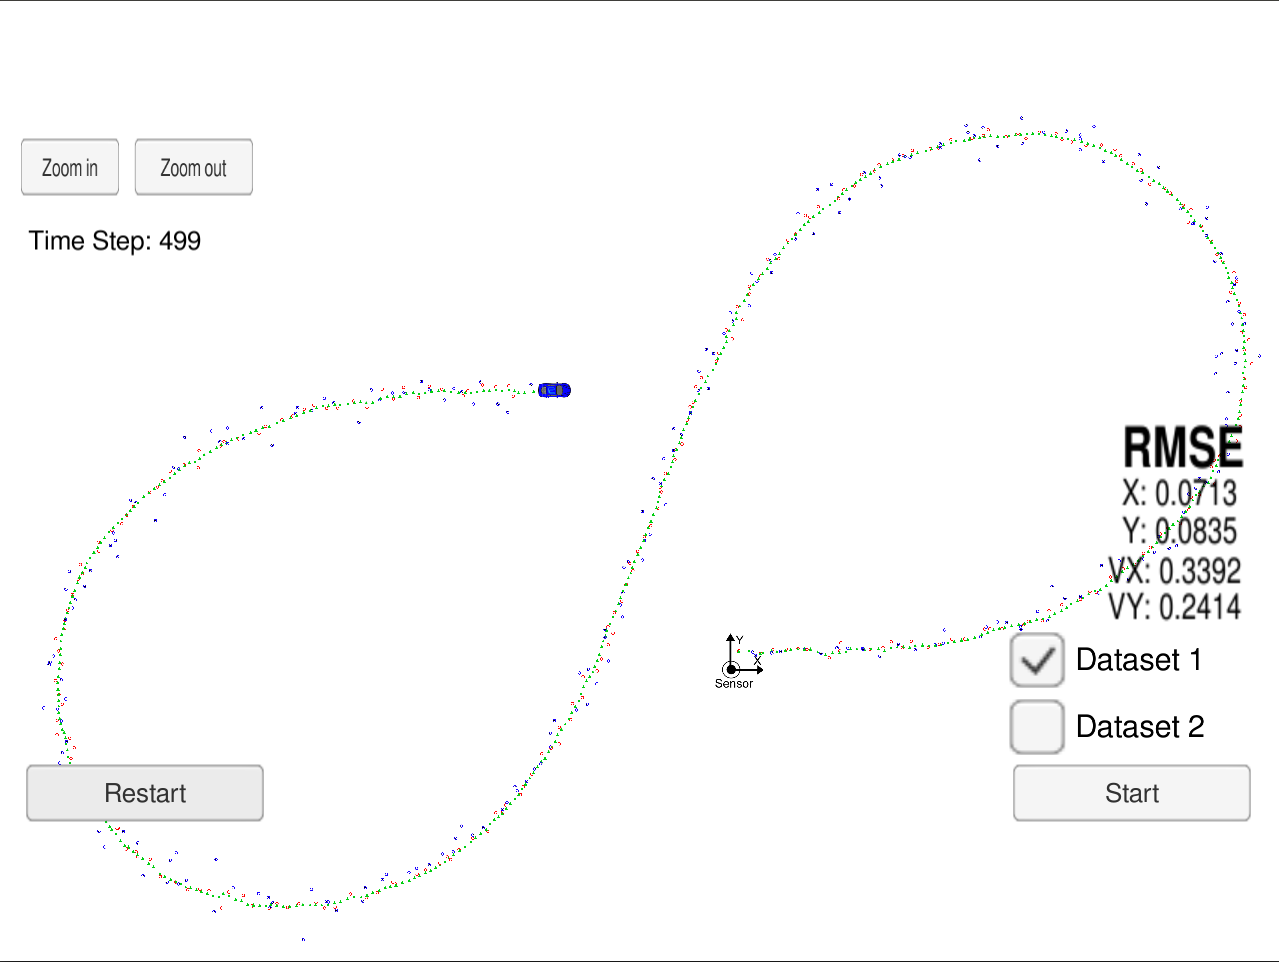 Zoom in
Zoom out
Time Step: 499
RMSE
X: 0.0713
Y: 0.0835
VX: 0.3392
VY: 0.2414
Y
X
Sensor
Dataset 1
Dataset 2
Restart
Start